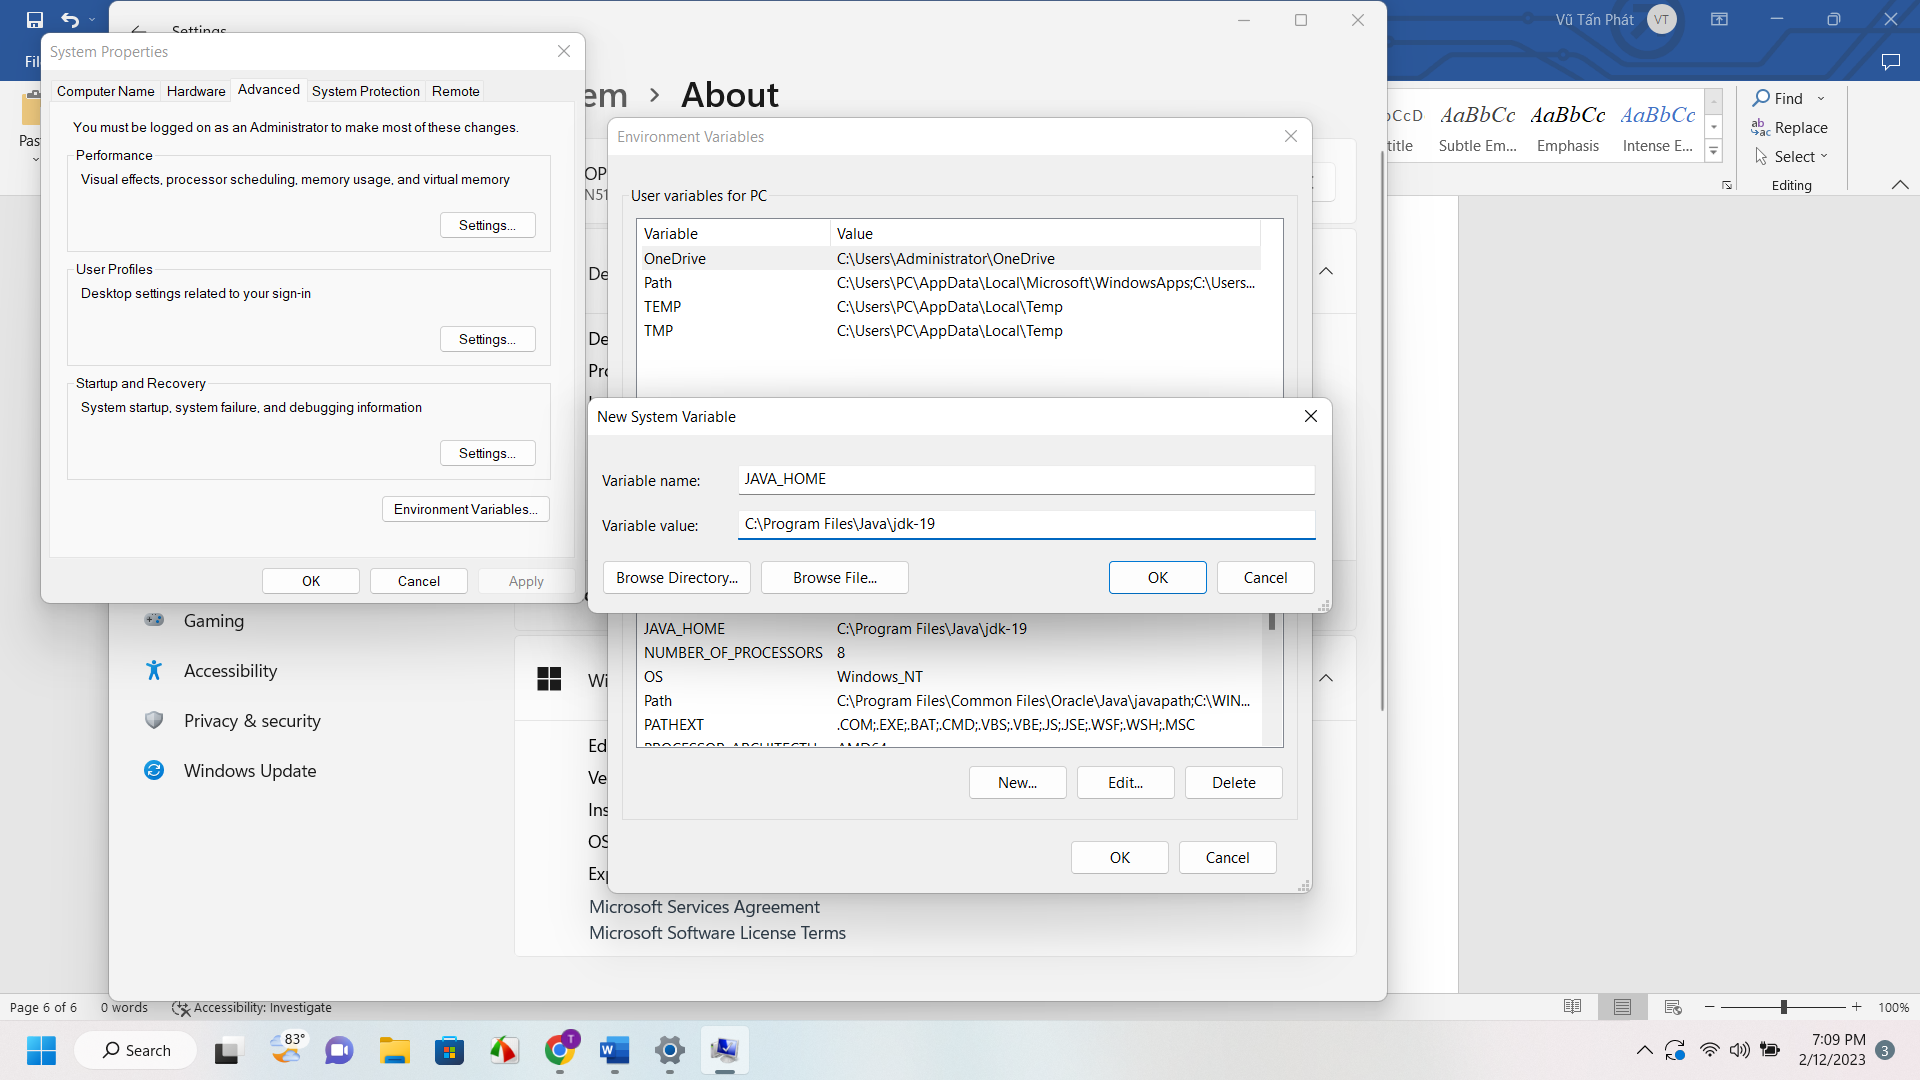 Settings
Vũ Tấn Phát
VT
System Properties
Computer Name
Hardware
Advanced
System Protection
Remote
You must be logged on as an Administrator to make most of these changes.
Performance
Visual effects, processor scheduling, memory usage, and virtual memory
Settings...
User Profiles
Desktop settings related to your sign-in
Settings...
Startup and Recovery
System startup, system failure, and debugging information
Settings...
Environment Variables...
OK
Cancel
Apply
About
Environment Variables
User variables for PC
Variable Value
OneDrive C:\Users\Administrator\OneDrive
Path C:\Users\PC\AppData\Local\Microsoft\WindowsApps;C:\Users...
TEMP C:\Users\PC\AppData\Local\Temp
TMP C:\Users\PC\AppData\Local\Temp
New System Variable
Variable name: JAVA_HOME
Variable value: C:\Program Files\Java\jdk-19
Browse Directory...
Browse File...
OK
Cancel
JAVA_HOME C:\Program Files\Java\jdk-19
NUMBER_OF_PROCESSORS 8
OS Windows_NT
Path C:\Program Files\Common Files\Oracle\Java\javapath;C:\WIN...
PATHEXT .COM;.EXE;.BAT;.CMD;.VBS;.VBE;.JS;.JSE;.WSF;.WSH;.MSC
New...
Edit...
Delete
OK
Cancel
Gaming
Accessibility
Privacy & security
Windows Update
Microsoft Services Agreement
Microsoft Software License Terms
AaBbCc AaBbCc AaBbCc
Subtle Em... Emphasis Intense E...
Find
Replace
Select
Editing
Page 6 of 6
0 words
Accessibility: Investigate
100%
Search
83°
T
7:09 PM
2/12/2023
3